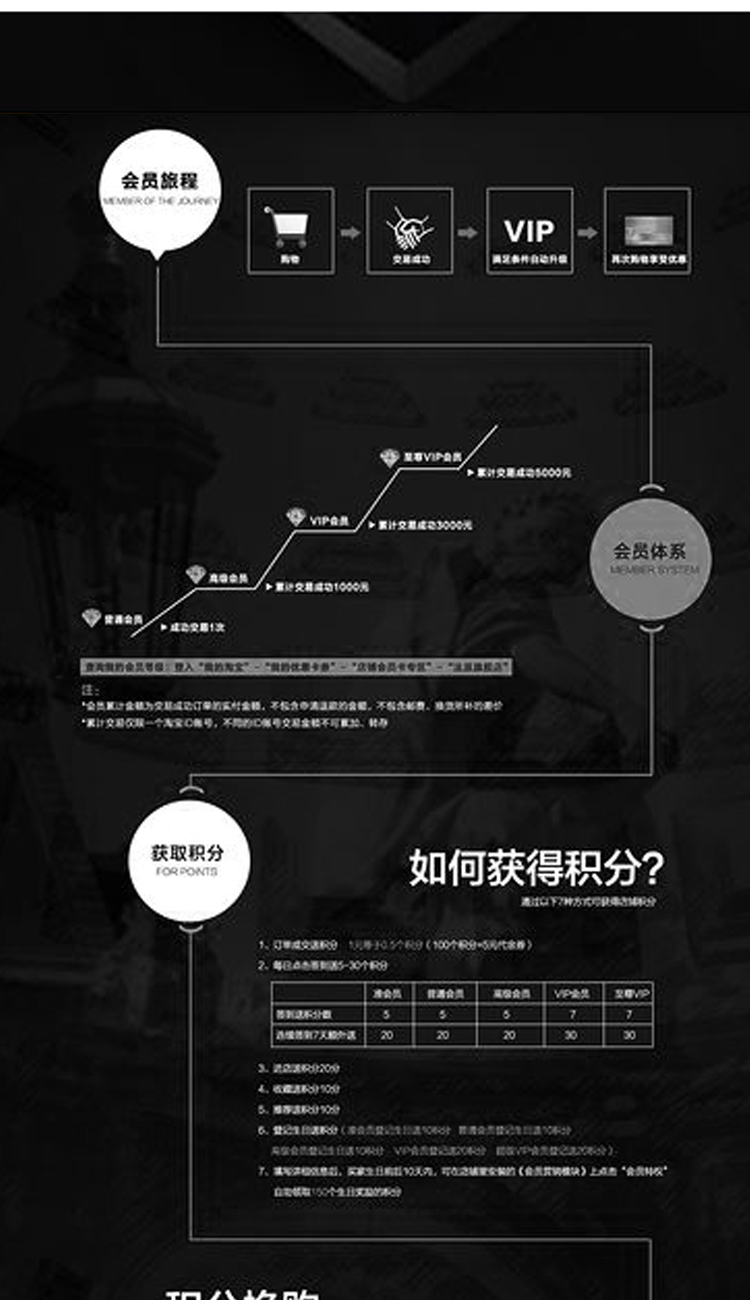 会员旅程
MEMBER OF THE JOURNEY
购物
交易成功
VIP
满足条件自动升级
再次购物享受优惠
至尊VIP会员
累计交易成功5000元
VIP会员
累计交易成功3000元
会员体系
MEMBER SYSTEM
高级会员
累计交易成功1000元
普通会员
成功交易1次
查询我的会员等级：登入“我的淘宝”-“我的优惠卡券”-“店铺会员卡专区”-“法派旗舰店”
注：
*会员累计金额为交易成功订单的实付金额，不包含申请退款的金额，不包含邮费、换货所补的差价
*累计交易仅限一个淘宝ID账号，不同的ID账号交易金额不可累加、转存
获取积分
FOR POINTS
如何获得积分?
通过以下7种方式可获得店铺积分
1、订单成交送积分 1元等于0.5个积分（100个积分=5元代金券）
2、每日点击签到送5-30个积分
准会员 普通会员 高级会员 VIP会员 至尊VIP
签到送积分数 5 5 5 7 7
连续签到7天额外送 20 20 20 30 30
3、进店送积分20分
4、收藏送积分10分
5、推荐送积分10分
6、登记生日送积分（准会员登记生日送10积分 普通会员登记生日送10积分
高级会员登记生日送10积分 VIP会员登记送20积分 超级VIP会员登记送20积分）.
7、填写详细信息后，买家生日前后10天内，可在店铺里安装的《会员营销模块》上点击“会员特权”
自助领取150个生日奖励的积分
积分换购